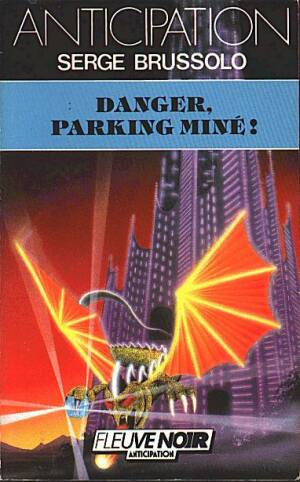 ANTICIPATION
SERGE BRUSSOLO
DANGER,
PARKING MINÉ!
FLEUVE NOIR
ANTICIPATION